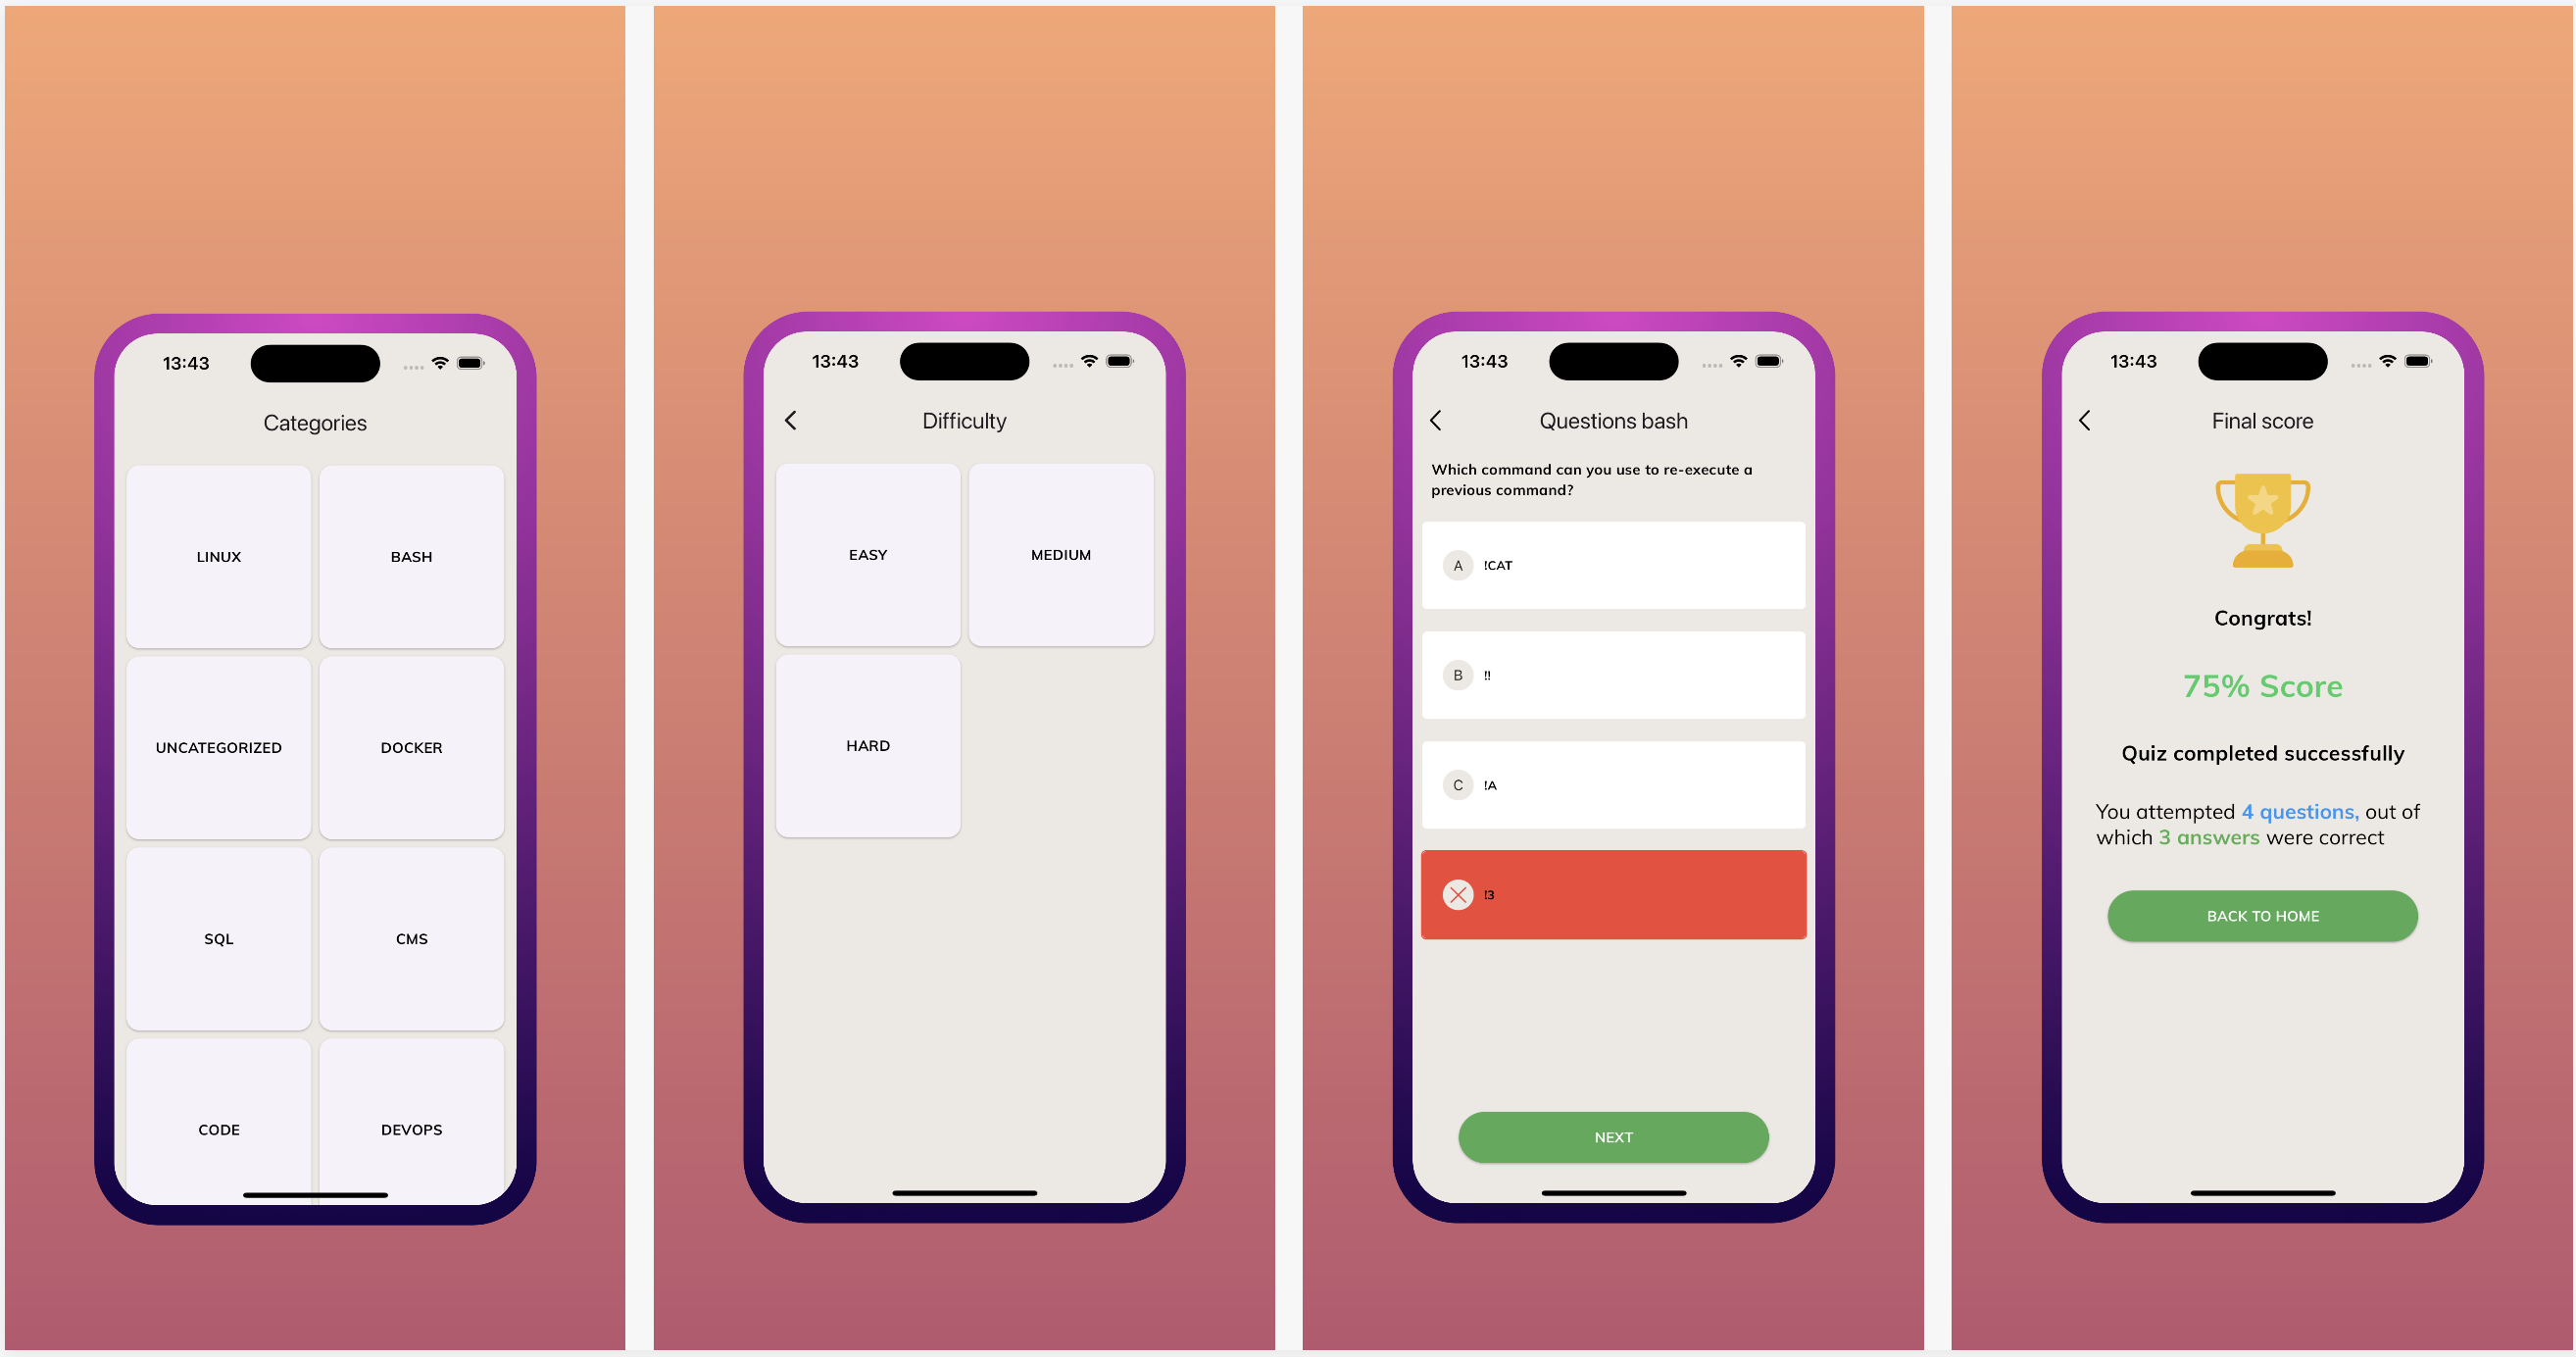 13:43
Categories
LINUX
BASH
UNCATEGORIZED
DOCKER
SQL
CMS
CODE
DEVOPS
13:43
Difficulty
EASY
MEDIUM
HARD
13:43
Questions bash
Which command can you use to re-execute a
previous command?
A !CAT
B !!
C !A
!3
NEXT
13:43
Final score
Congrats!
75% Score
Quiz completed successfully
You attempted 4 questions, out of
which 3 answers were correct
BACK TO HOME